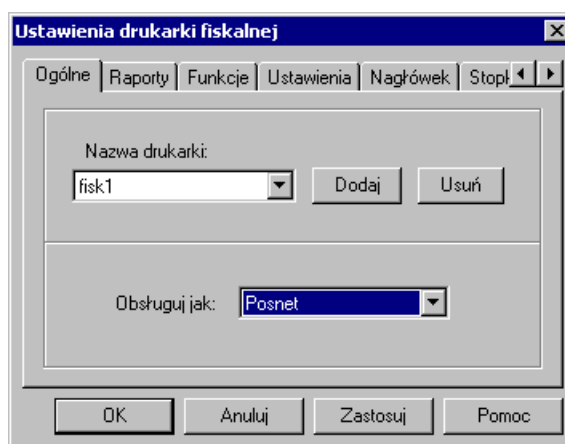 Ustawienia drukarki fiskalnej
Ogólne Raporty Funkcje Ustawienia Nagłówek
Nazwa drukarki:
fisk1 Dodaj Usuń
Obsługuj jak: Posnet
OK Anuluj Zastosuj Pomoc